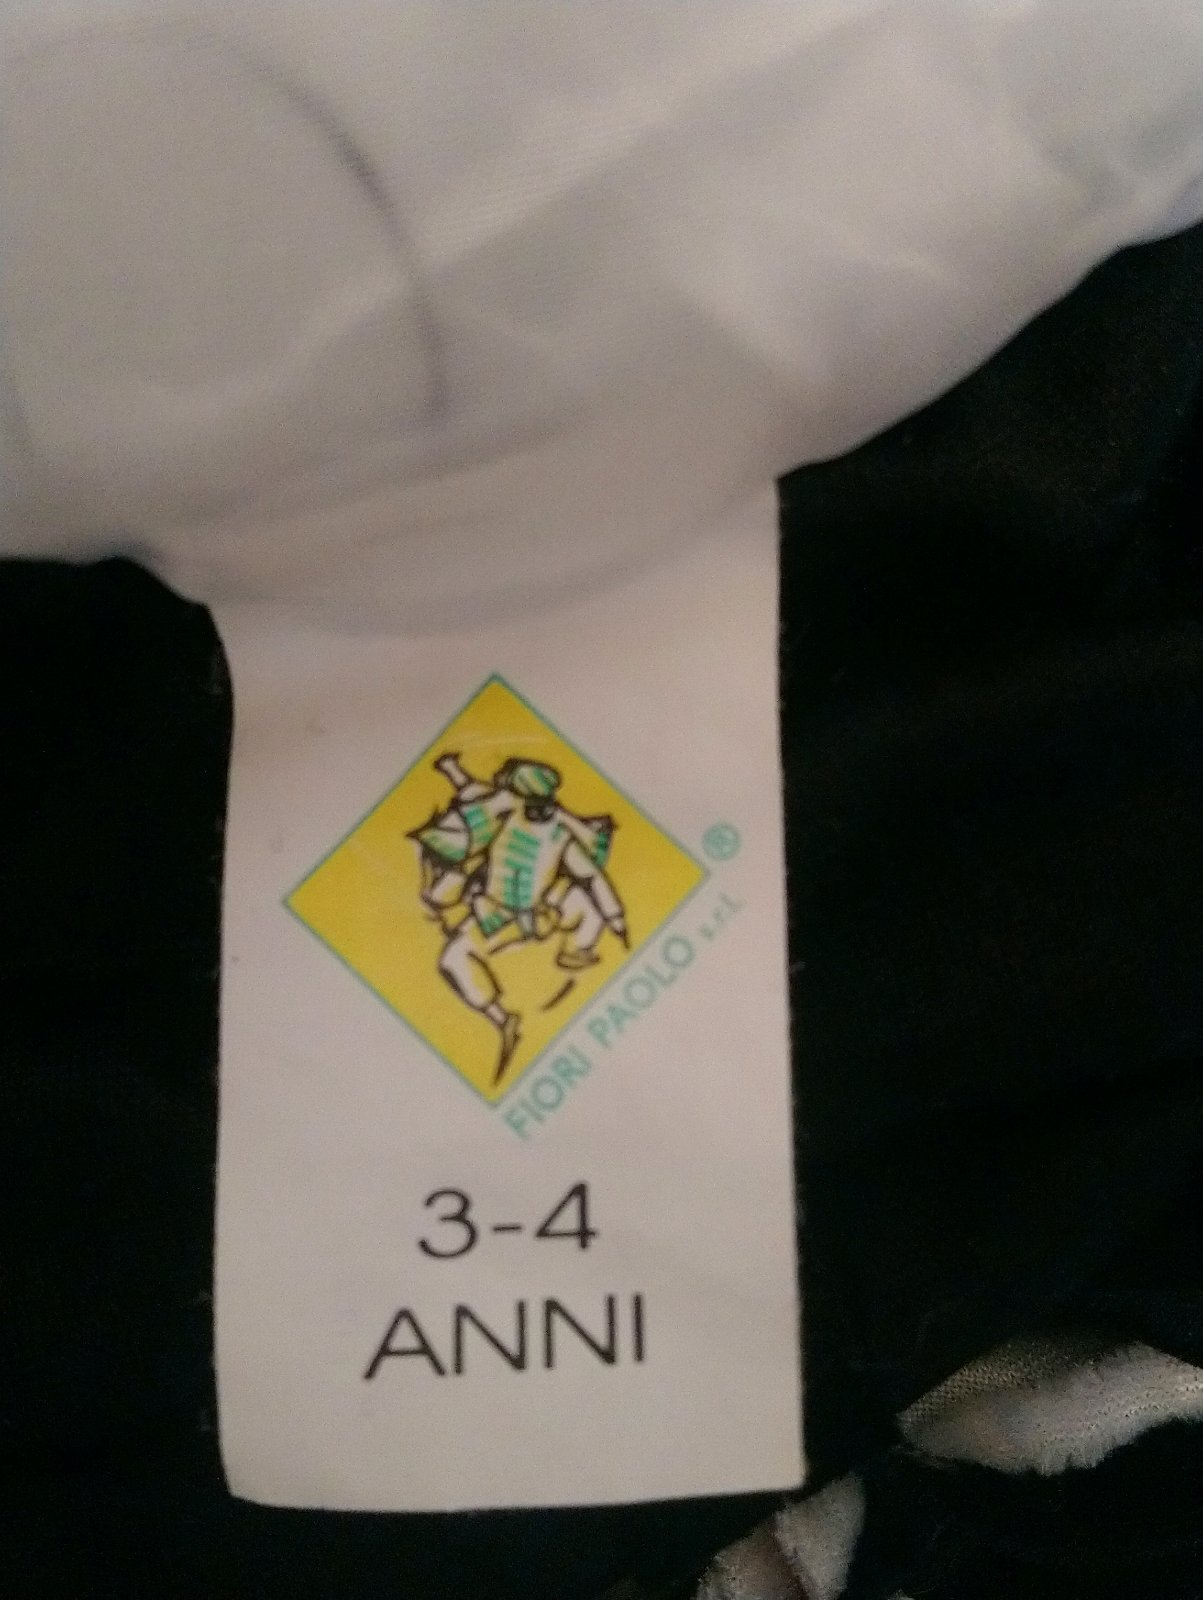 FIORI PAOLO s.r.l. ®
3-4
ANNI